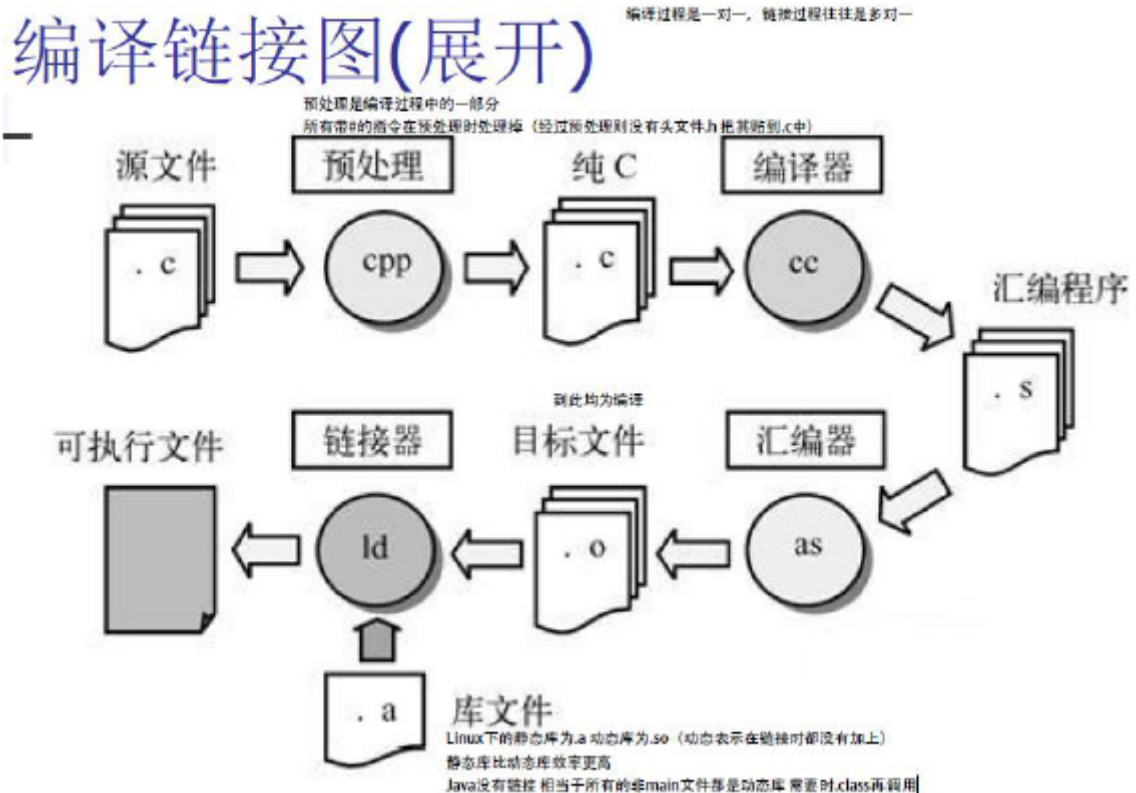 编译过程是一对一，链接过程往往是多对一
编译链接图(展开)
预处理是编译过程中的一部分
所有带#的指令在预处理时处理掉（经过预处理则没有头文件.h 把其贴到.c中）
源文件
预处理
纯 C
编译器
. c
cpp
. c
cc
汇编程序
. s
到此均为编译
可执行文件
链接器
目标文件
汇编器
ld
. o
as
. a
库文件
Linux下的静态库为.a 动态库为.so（动态表示在链接时都没有加上）
静态库比动态库效率更高
Java没有链接 相当于所有的非main文件都是动态库 需要时.class再调用